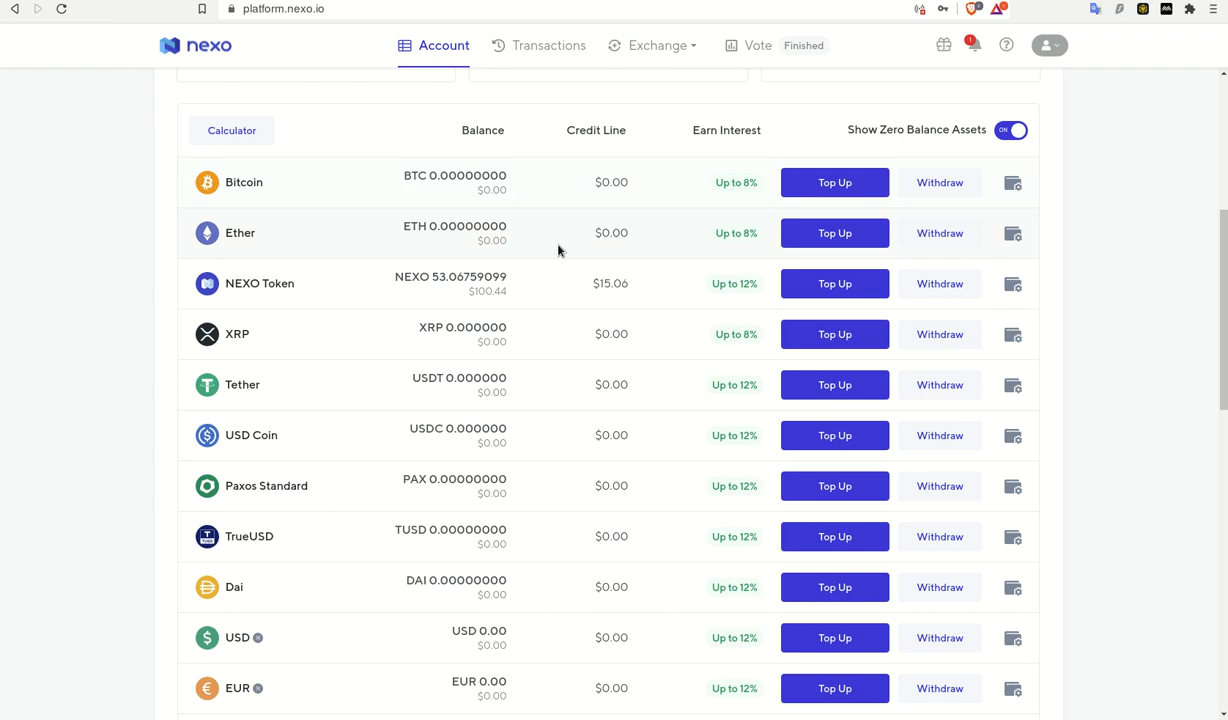 platform.nexo.io
nexo
Account
Transactions
Exchange
Vote
Finished
1
Calculator
Balance
Credit Line
Earn Interest
Show Zero Balance Assets
ON
Bitcoin
BTC 0.00000000
$0.00
$0.00
Up to 8%
Top Up
Withdraw
Ether
ETH 0.00000000
$0.00
$0.00
Up to 8%
Top Up
Withdraw
NEXO Token
NEXO 53.06759099
$100.44
$15.06
Up to 12%
Top Up
Withdraw
XRP
XRP 0.000000
$0.00
$0.00
Up to 8%
Top Up
Withdraw
Tether
USDT 0.000000
$0.00
$0.00
Up to 12%
Top Up
Withdraw
USD Coin
USDC 0.000000
$0.00
$0.00
Up to 12%
Top Up
Withdraw
Paxos Standard
PAX 0.00000000
$0.00
$0.00
Up to 12%
Top Up
Withdraw
TrueUSD
TUSD 0.00000000
$0.00
$0.00
Up to 12%
Top Up
Withdraw
Dai
DAI 0.00000000
$0.00
$0.00
Up to 12%
Top Up
Withdraw
USD
USD 0.00
$0.00
$0.00
Up to 12%
Top Up
Withdraw
EUR
EUR 0.00
$0.00
$0.00
Up to 12%
Top Up
Withdraw